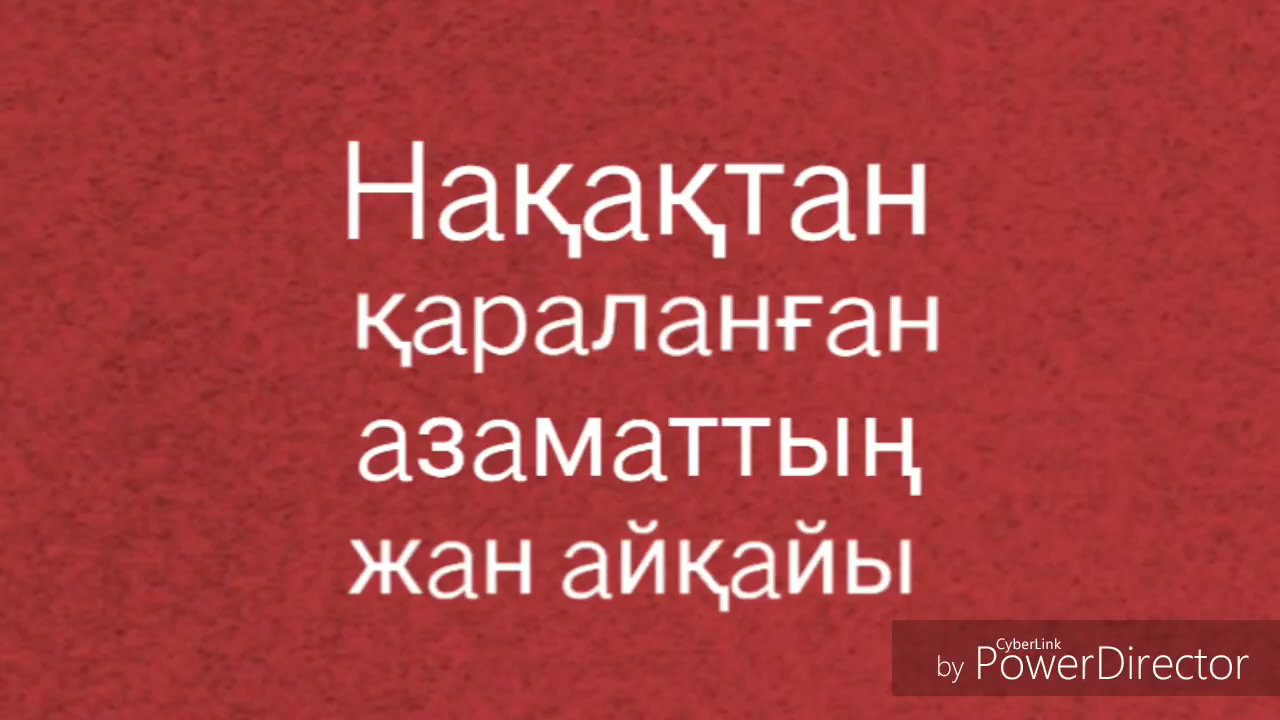 Нақақтан
қараланған
азаматтың
жан айқайы
CyberLink
by PowerDirector